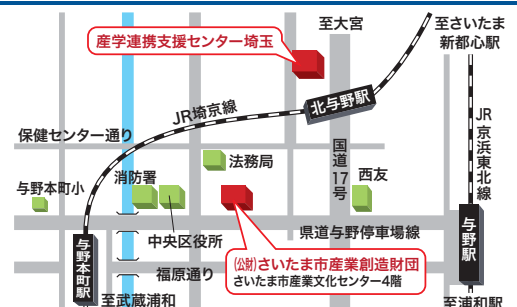 至大宮
至さいたま
新都心駅
産学連携支援センター埼玉
北与野駅
JR埼京線
JR京浜東北線
保健センター通り
法務局
国道17号
西友
与野本町小
消防署
中央区役所
県道与野停車場線
与野駅
与野本町駅
(公財)さいたま市産業創造財団
さいたま市産業文化センター4階
福原通り
至武蔵浦和
至浦和駅